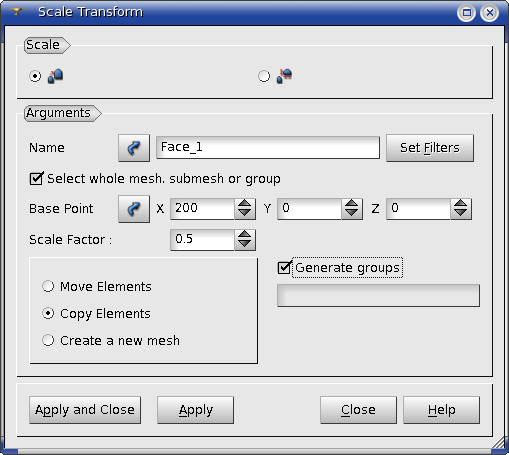 Scale Transform
Scale
Arguments
Name Face_1 Set Filters
Select whole mesh. submesh or group
Base Point X 200 Y 0 Z 0
Scale Factor : 0.5
Generate groups
Move Elements
Copy Elements
Create a new mesh
Apply and Close Apply Close Help